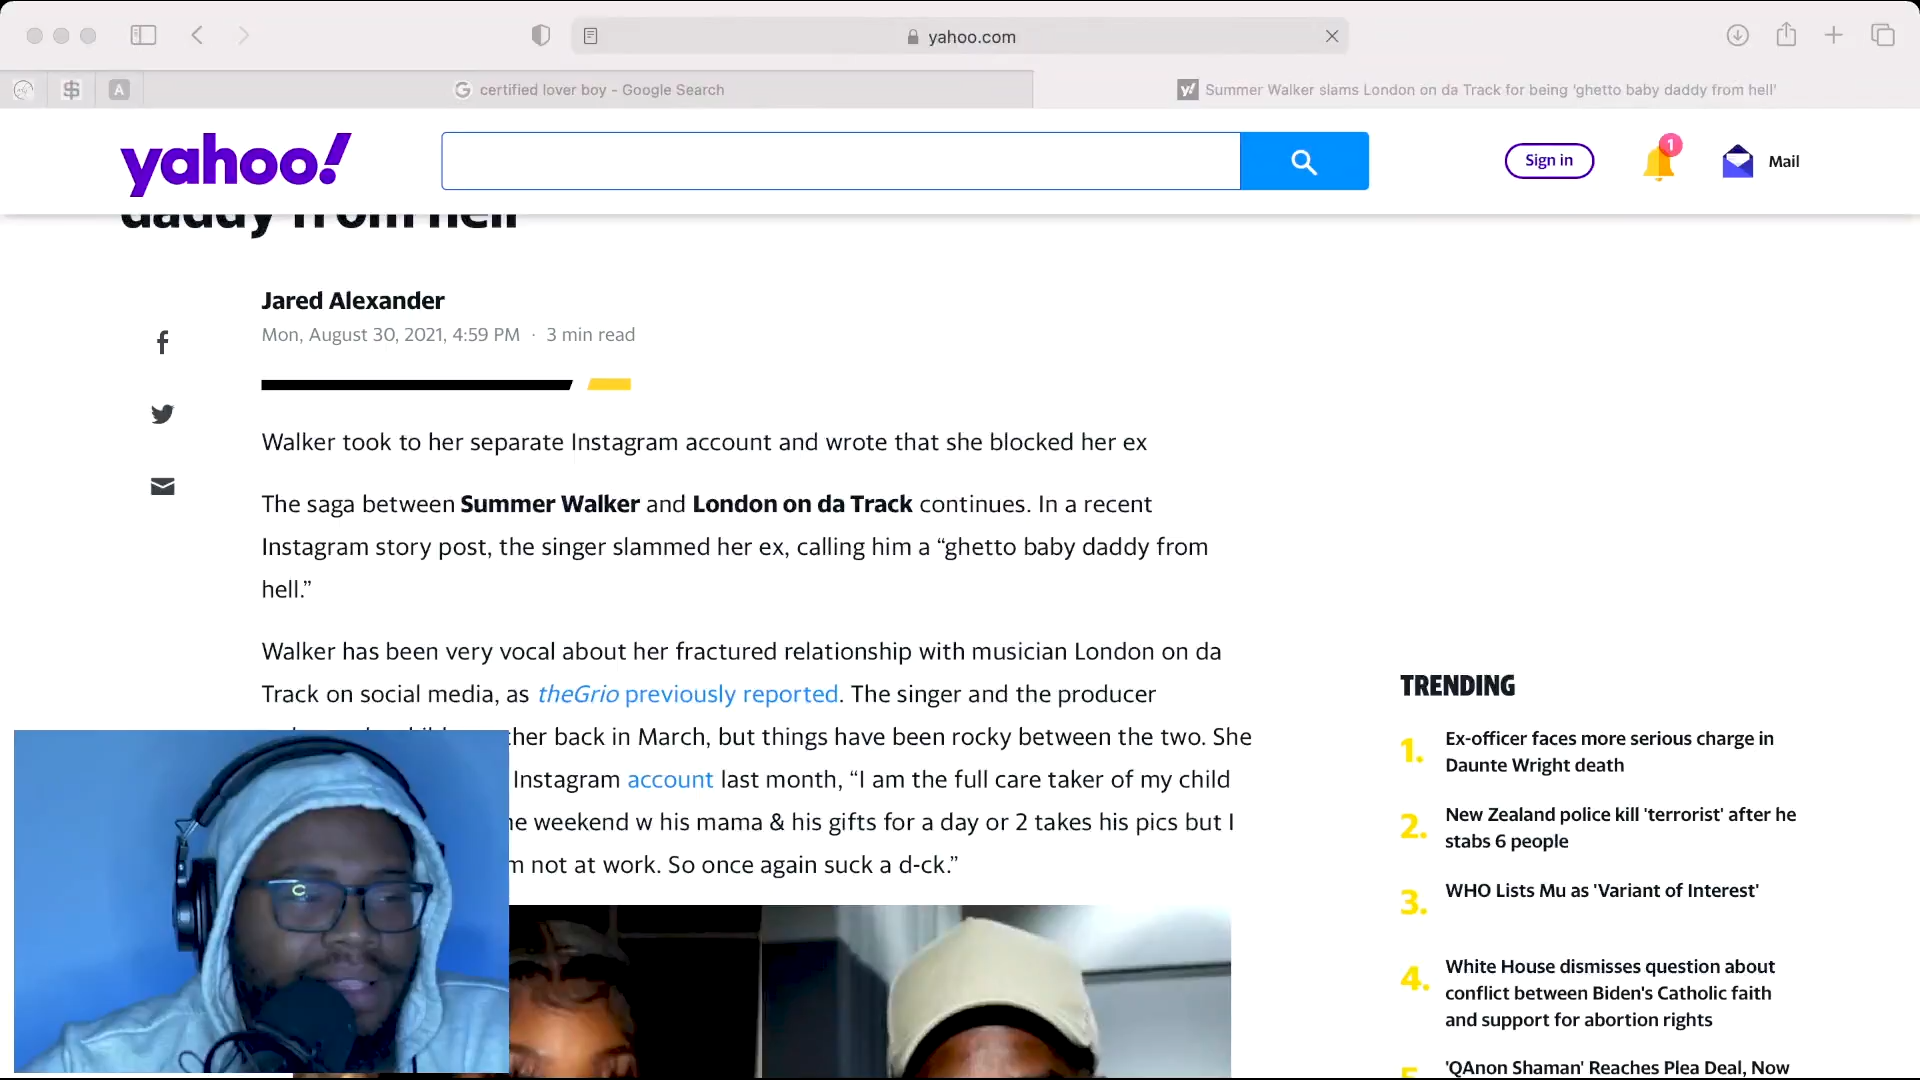 yahoo.com
A
certified lover boy - Google Search
y!
Summer Walker slams London on da Track for being 'ghetto baby daddy from hell'
yahoo!
Sign in
1
Mail
daddy from hell'
Jared Alexander
Mon, August 30, 2021, 4:59 PM · 3 min read
Walker took to her separate Instagram account and wrote that she blocked her ex
The saga between Summer Walker and London on da Track continues. In a recent
Instagram story post, the singer slammed her ex, calling him a “ghetto baby daddy from
hell.”
Walker has been very vocal about her fractured relationship with musician London on da
Track on social media, as theGrio previously reported. The singer and the producer
back in March, but things have been rocky between the two. She
Instagram account last month, “I am the full care taker of my child
weekend w his mama & his gifts for a day or 2 takes his pics but I
not at work. So once again suck a d-ck.”
TRENDING
1. Ex-officer faces more serious charge in
Daunte Wright death
2. New Zealand police kill 'terrorist' after he
stabs 6 people
3. WHO Lists Mu as 'Variant of Interest'
4. White House dismisses question about
conflict between Biden's Catholic faith
and support for abortion rights
5. 'QAnon Shaman' Reaches Plea Deal, Now